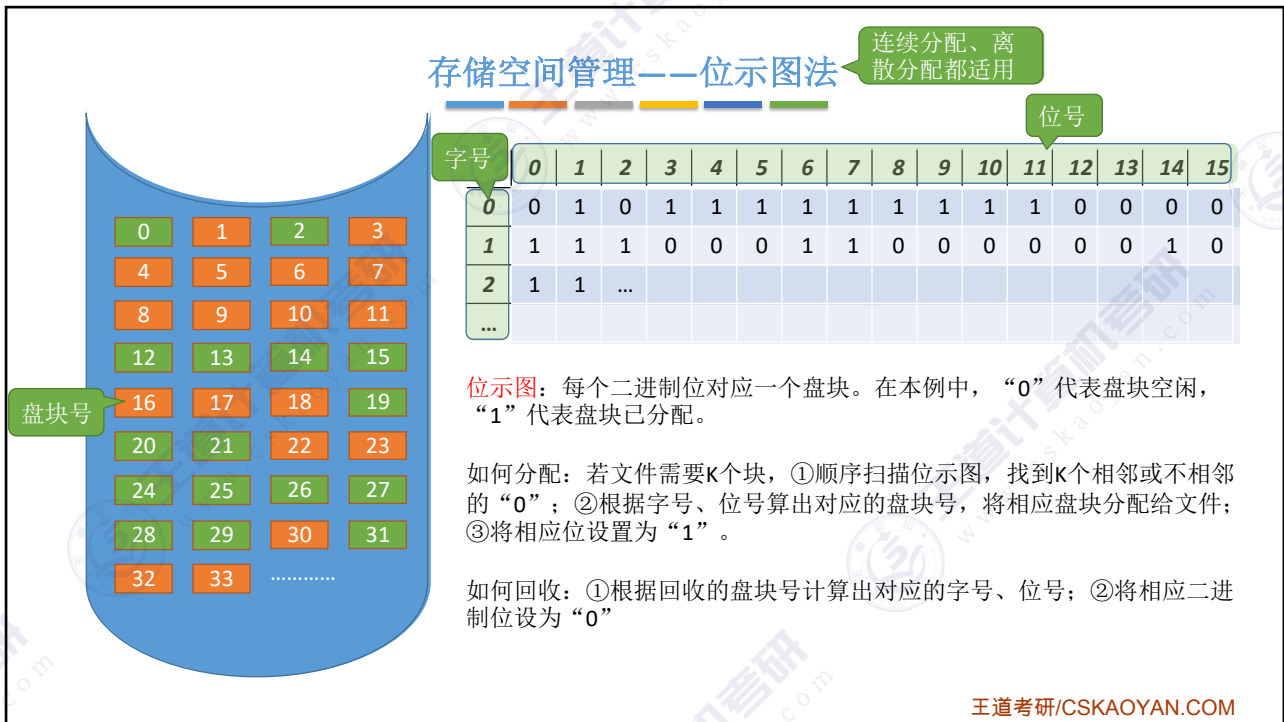 存储空间管理——位示图法
连续分配、离
散分配都适用
位号
字号
0 1 2 3 4 5 6 7 8 9 10 11 12 13 14 15
0 0 1 0 1 1 1 1 1 1 1 1 1 0 0 0 0
1 1 1 1 0 0 0 1 1 0 0 0 0 0 0 1 0
2 1 1 …
…
0 1 2 3
4 5 6 7
8 9 10 11
12 13 14 15
盘块号
16 17 18 19
20 21 22 23
24 25 26 27
28 29 30 31
32 33 …………
位示图：每个二进制位对应一个盘块。在本例中，“0”代表盘块空闲，
“1”代表盘块已分配。
如何分配：若文件需要K个块，①顺序扫描位示图，找到K个相邻或不相邻
的“0”；②根据字号、位号算出对应的盘块号，将相应盘块分配给文件；
③将相应位设置为“1”。
如何回收：①根据回收的盘块号计算出对应的字号、位号；②将相应二进
制位设为“0”
王道考研/CSKAOYAN.COM
王道计算机考研
www.cskaoyan.com